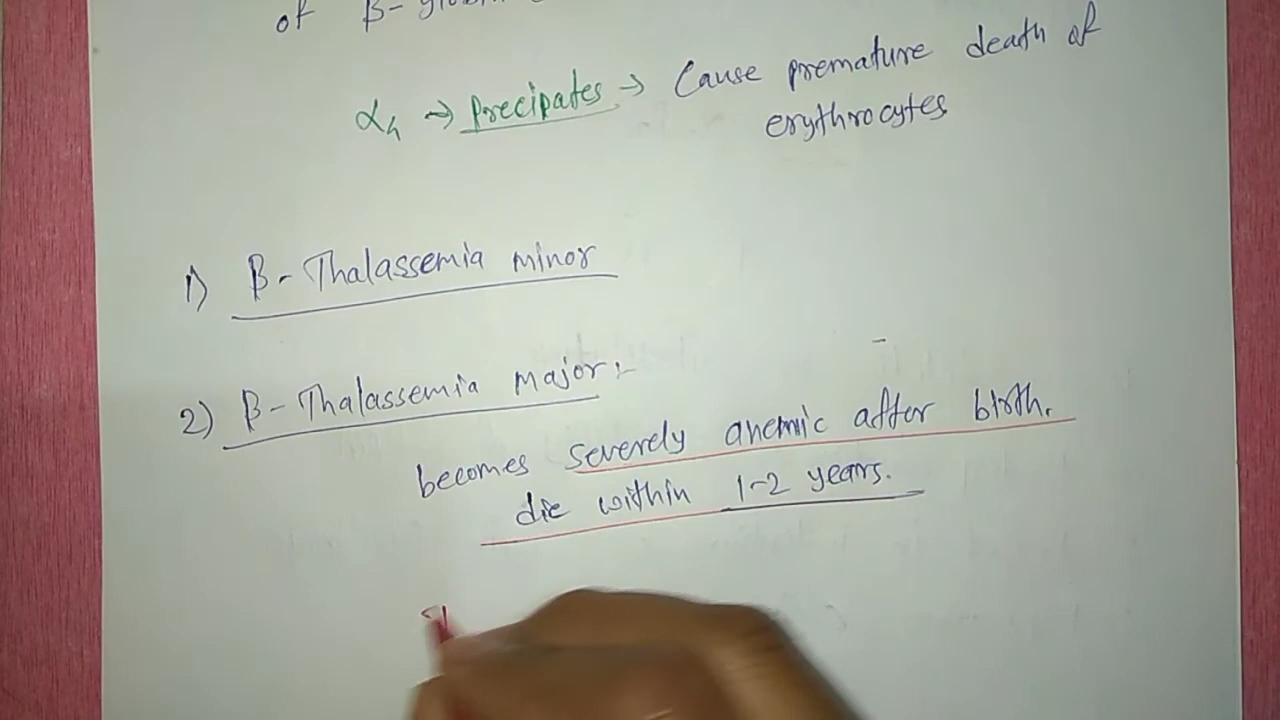 of β-
α4 → precipates → Cause premature death of
erythrocytes
1) β-Thalassemia minor
2) β-Thalassemia major:-
becomes severely anemic after birth.
die within 1-2 years.